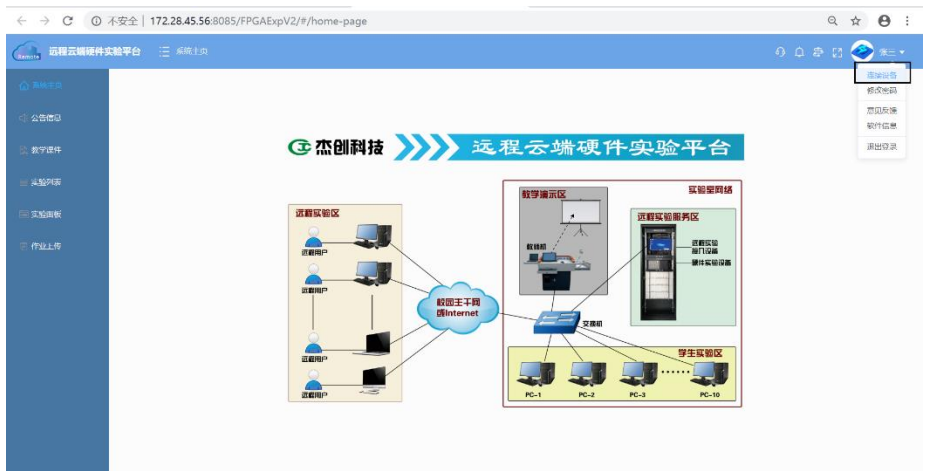 不安全 | 172.28.45.56:8085/FPGAExpV2/#/home-page
Remote 远程云端硬件实验平台 系统主页 张三
连接设备
修改密码
意见反馈
软件信息
退出登录
系统主页
公告信息
教学课件
实验列表
实验面板
作业上传
杰创科技 远程云端硬件实验平台
实验室网络
教学演示区
远程实验区
远程实验服务区
远程用户
投稿机
远程实验
接口设备
硬件实验设备
远程用户
校园主干网
或Internet
交换机
远程用户
学生实验区
远程用户
PC-1 PC-2 PC-3 PC-10